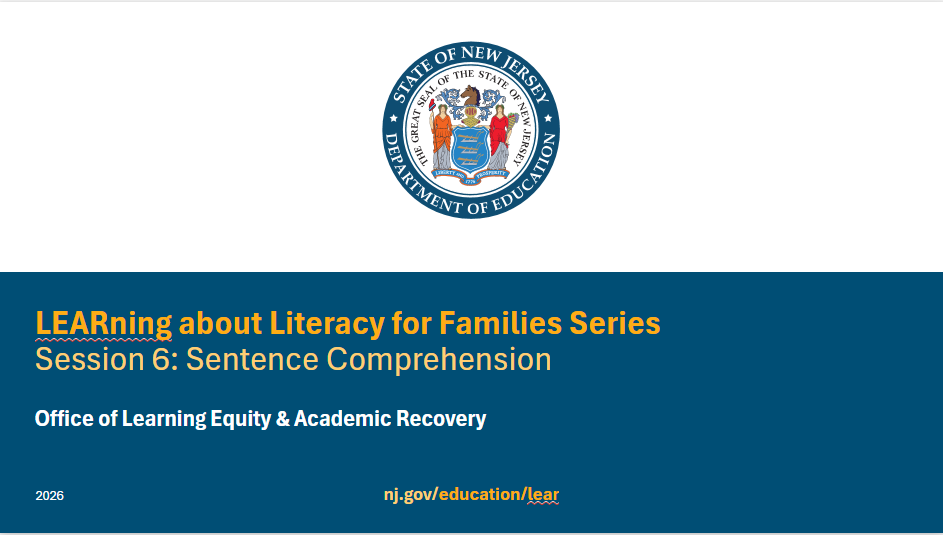 STATE OF NEW JERSEY
THE GREAT SEAL OF THE STATE OF NEW JERSEY
LIBERTY AND PROSPERITY
1776
DEPARTMENT OF EDUCATION
LEARning about Literacy for Families Series
Session 6: Sentence Comprehension
Office of Learning Equity & Academic Recovery
2026
nj.gov/education/lear